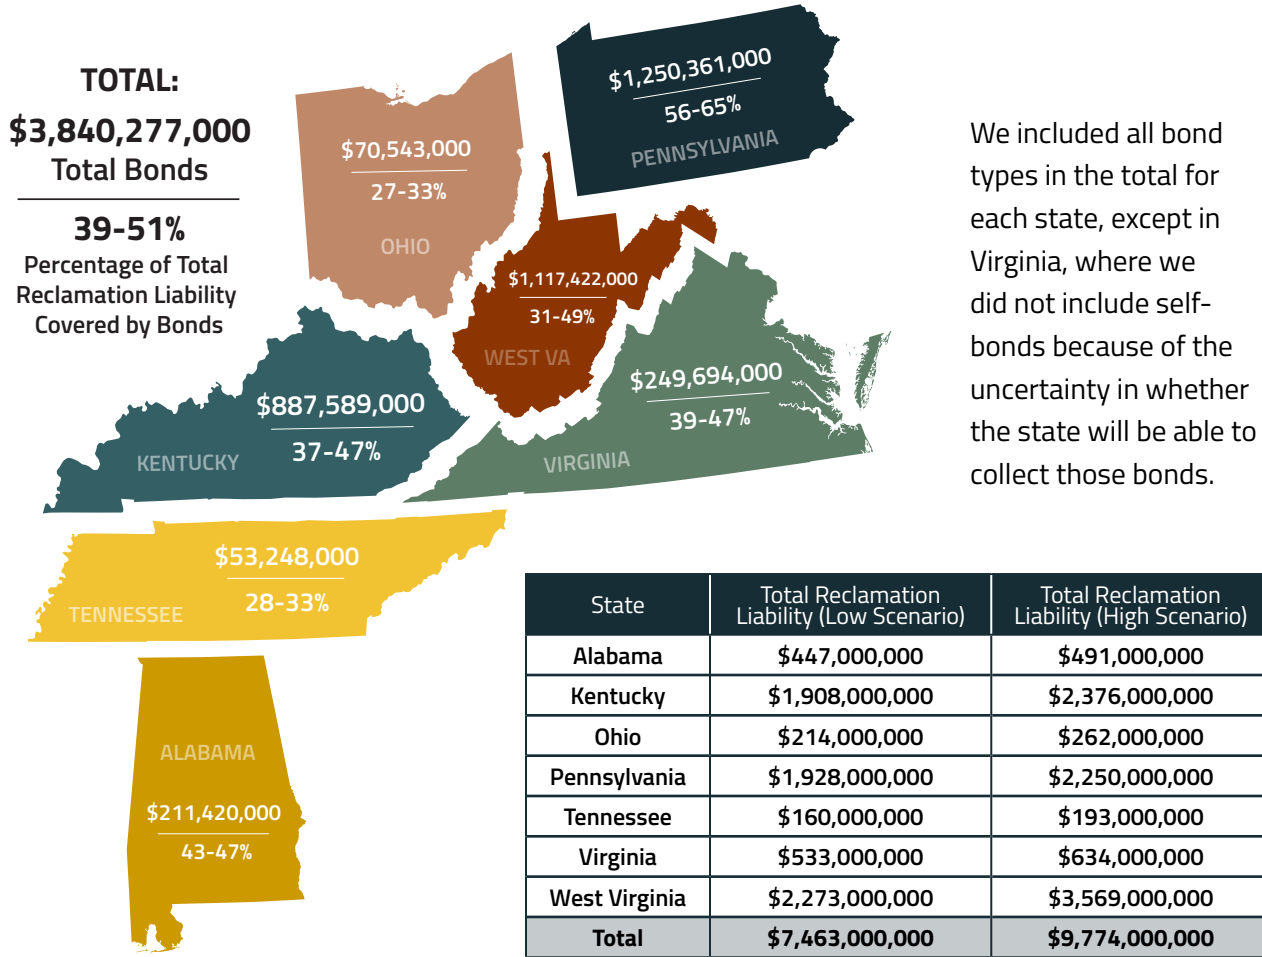 TOTAL:
$3,840,277,000
Total Bonds
39-51%
Percentage of Total
Reclamation Liability
Covered by Bonds
$70,543,000
27-33%
OHIO
$1,250,361,000
56-65%
PENNSYLVANIA
$1,117,422,000
31-49%
WEST VA
$249,694,000
39-47%
VIRGINIA
$887,589,000
37-47%
KENTUCKY
$53,248,000
28-33%
TENNESSEE
ALABAMA
$211,420,000
43-47%
We included all bond
types in the total for
each state, except in
Virginia, where we
did not include self-
bonds because of the
uncertainty in whether
the state will be able to
collect those bonds.
State Total Reclamation Liability (Low Scenario) Total Reclamation Liability (High Scenario)
Alabama $447,000,000 $491,000,000
Kentucky $1,908,000,000 $2,376,000,000
Ohio $214,000,000 $262,000,000
Pennsylvania $1,928,000,000 $2,250,000,000
Tennessee $160,000,000 $193,000,000
Virginia $533,000,000 $634,000,000
West Virginia $2,273,000,000 $3,569,000,000
Total $7,463,000,000 $9,774,000,000